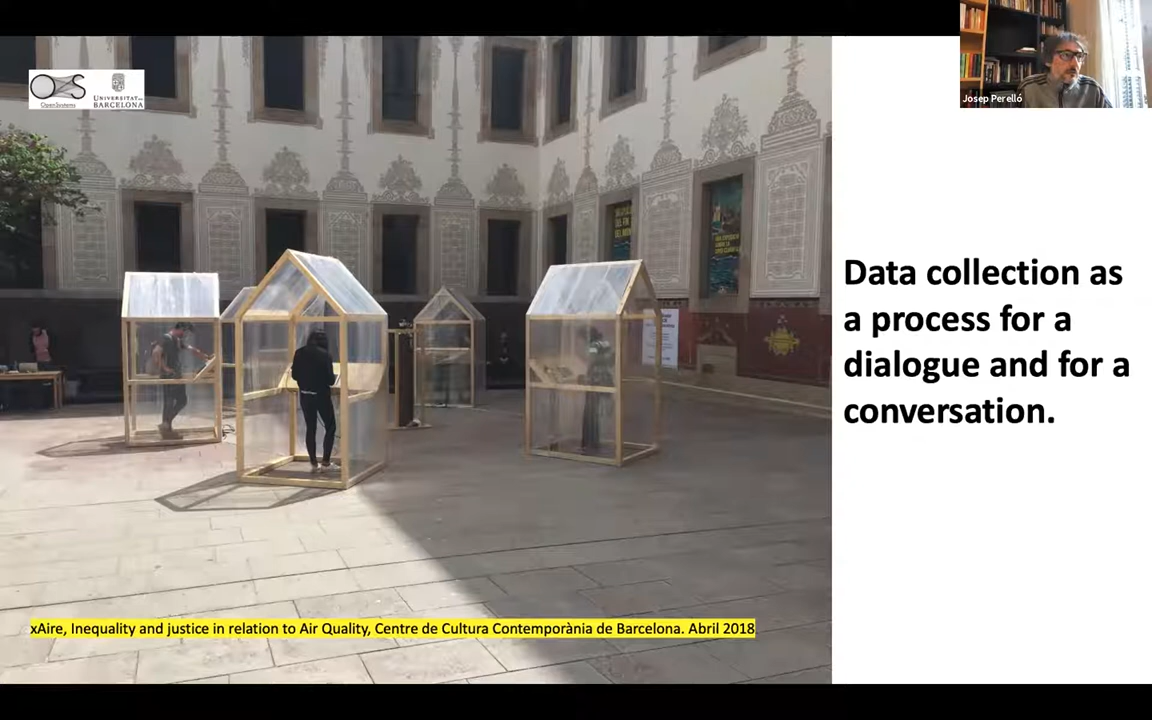 OpenSystems
UNIVERSITAT DE
BARCELONA
Josep Perelló
Data collection as
a process for a
dialogue and for a
conversation.
xAire, Inequality and justice in relation to Air Quality, Centre de Cultura Contemporània de Barcelona. Abril 2018